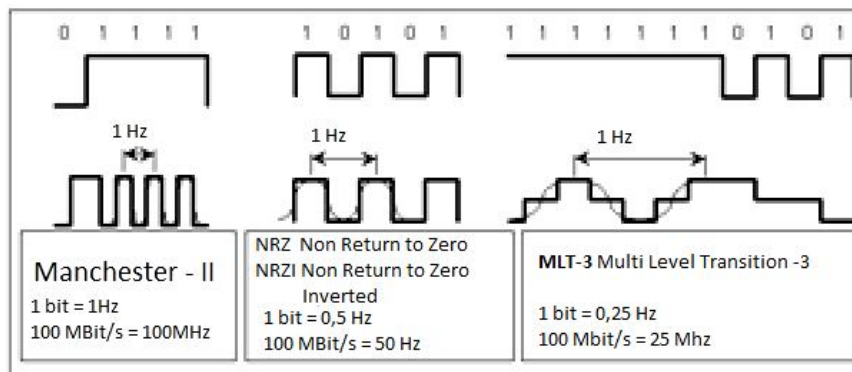 0 1 1 1 1
1 0 1 0 1
1 1 1 1 1 1 1 0 1 0 1
1 Hz
1 Hz
1 Hz
Manchester - II
1 bit = 1Hz
100 MBit/s = 100MHz
NRZ Non Return to Zero
NRZI Non Return to Zero
Inverted
1 bit = 0,5 Hz
100 MBit/s = 50 Hz
MLT-3 Multi Level Transition -3
1 bit = 0,25 Hz
100 Mbit/s = 25 Mhz